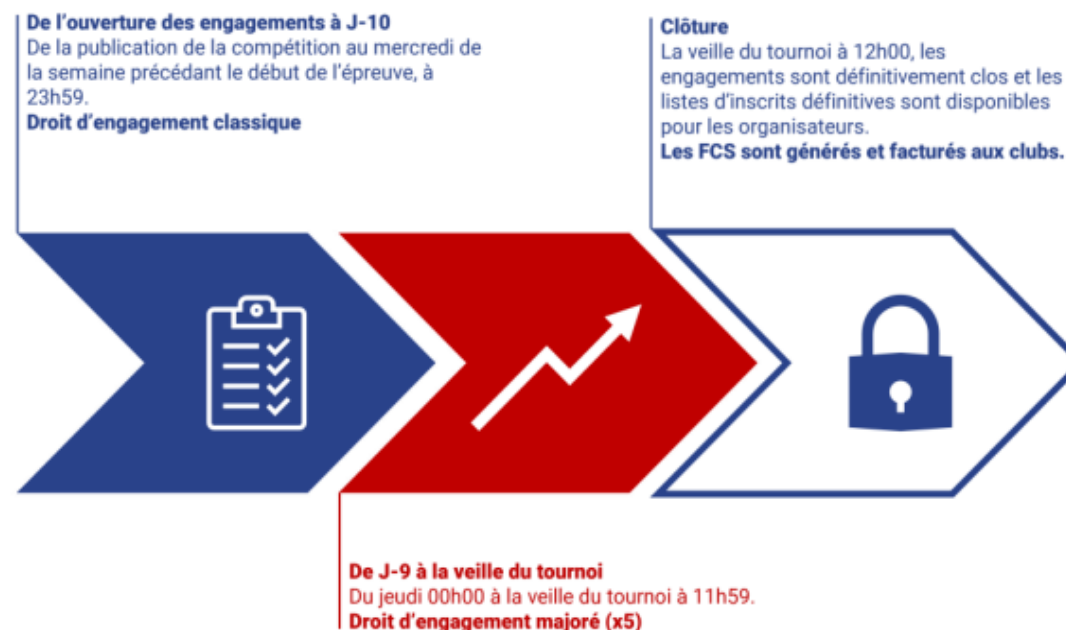 De l'ouverture des engagements à J-10
De la publication de la compétition au mercredi de
la semaine précédant le début de l'épreuve, à
23h59.
Droit d'engagement classique
Clôture
La veille du tournoi à 12h00, les
engagements sont définitivement clos et les
listes d'inscrits définitives sont disponibles
pour les organisateurs.
Les FCS sont générés et facturés aux clubs.
De J-9 à la veille du tournoi
Du jeudi 00h00 à la veille du tournoi à 11h59.
Droit d'engagement majoré (x5)